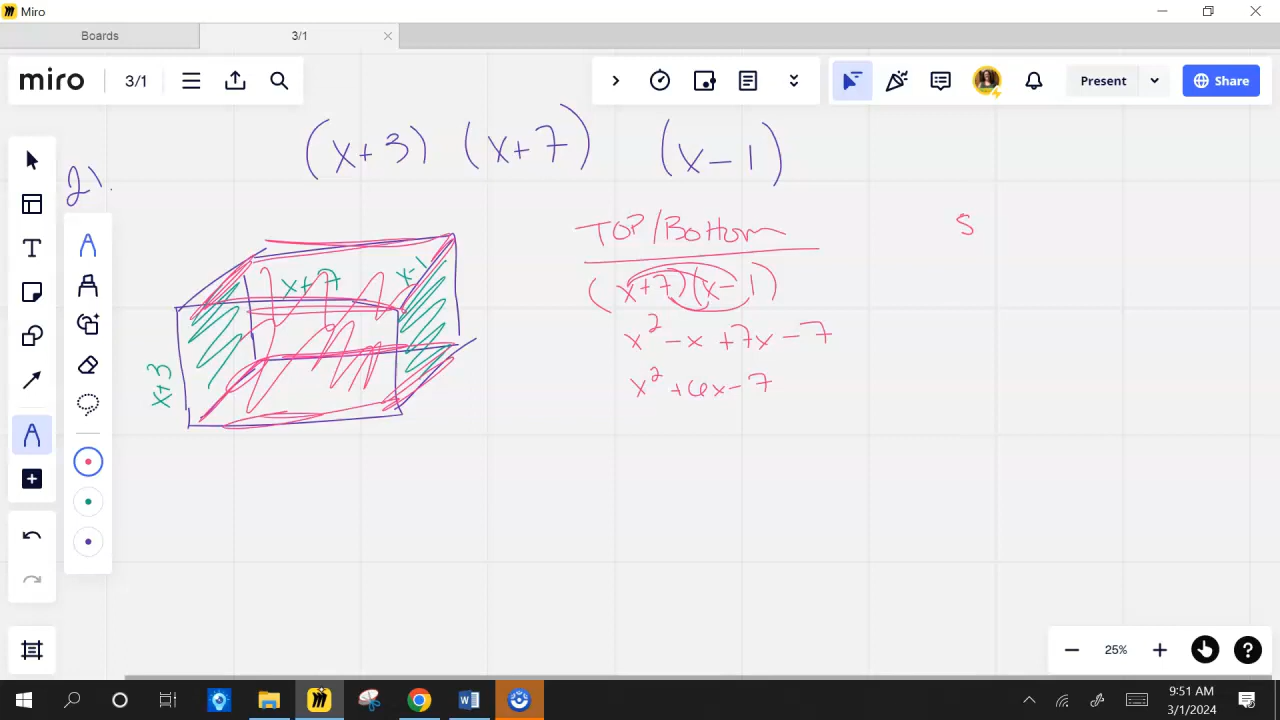 Miro
Boards
3/1
miro
3/1
Present
Share
(x+3) (x+7) (x-1)
2)
TOP/Bottom
S
(x+7)(x-1)
x+7
x-1
x² -x +7x -7
x+3
x² +6x-7
25%
9:51 AM
3/1/2024